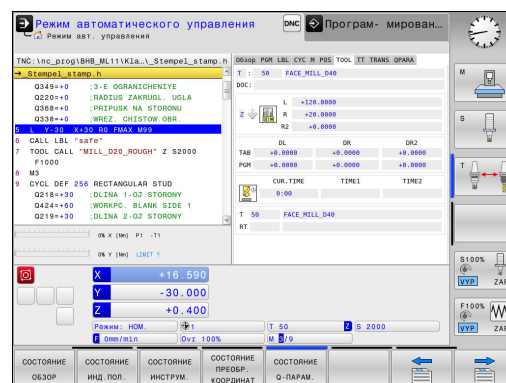 Режим автоматического управления
Режим авт. управления
DNC
Програм- мирован...
TNC:\nc_prog\BHB_ML11\Kla…\_Stempel_stamp.h
→_Stempel_stamp.h
Q349=+0 ;3-E OGRANICHENIYE
Q220=+0 ;RADIUS ZAKRUGL. UGLA
Q368=+0 ;PRIPUSK NA STORONU
Q338=+0 ;WREZ. CHISTOW.OBR.
5 L Y-30 X+30 R0 FMAX M99
6 CALL LBL "safe"
7 TOOL CALL "MILL_D20_ROUGH" Z S2000
F1000
8 M3
9 CYCL DEF 256 RECTANGULAR STUD
Q218=+30 ;DLINA 1-OJ STORONY
Q424=+60 ;WORKPC. BLANK SIDE 1
Q219=+30 ;DLINA 2-OJ STORONY
0% X [Nm] P1 -T1
0% Y [Nm] LIMIT 1
Обзор PGM LBL CYC M POS TOOL TT TRANS QPARA
T : 50 FACE_MILL_D40
DOC:
L +120.0000
Z R +20.0000
R2 +0.0000
DL DR DR2
TAB +0.0000 +0.0000 +0.0000
PGM +0.0000 +0.0000 +0.0000
CUR.TIME TIME1 TIME2
0:00
T 50 FACE_MILL_D40
RT
X +16.590
Y -30.000
Z +0.400
Режим: НОМ. 1 T 50 Z S 2000
F 0mm/min Ovr 100% M 5/9
M
S
T
S100%
ВЫР ZAP
F100%
ВЫР ZAP
СОСТОЯНИЕ ОБЗОР
СОСТОЯНИЕ ИНД.ПОЛ.
СОСТОЯНИЕ ИНСТРУМ.
СОСТОЯНИЕ ПРЕОБР. КООРДИНАТ
СОСТОЯНИЕ Q-ПАРАМ.